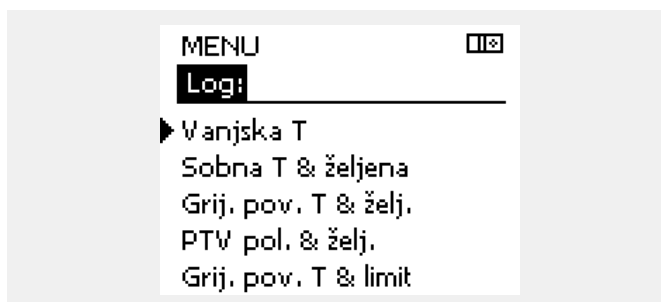 MENU
Log:
Vanjska T
Sobna T & željena
Grij. pov. T & želj.
PTV pol. & želj.
Grij. pov. T & limit